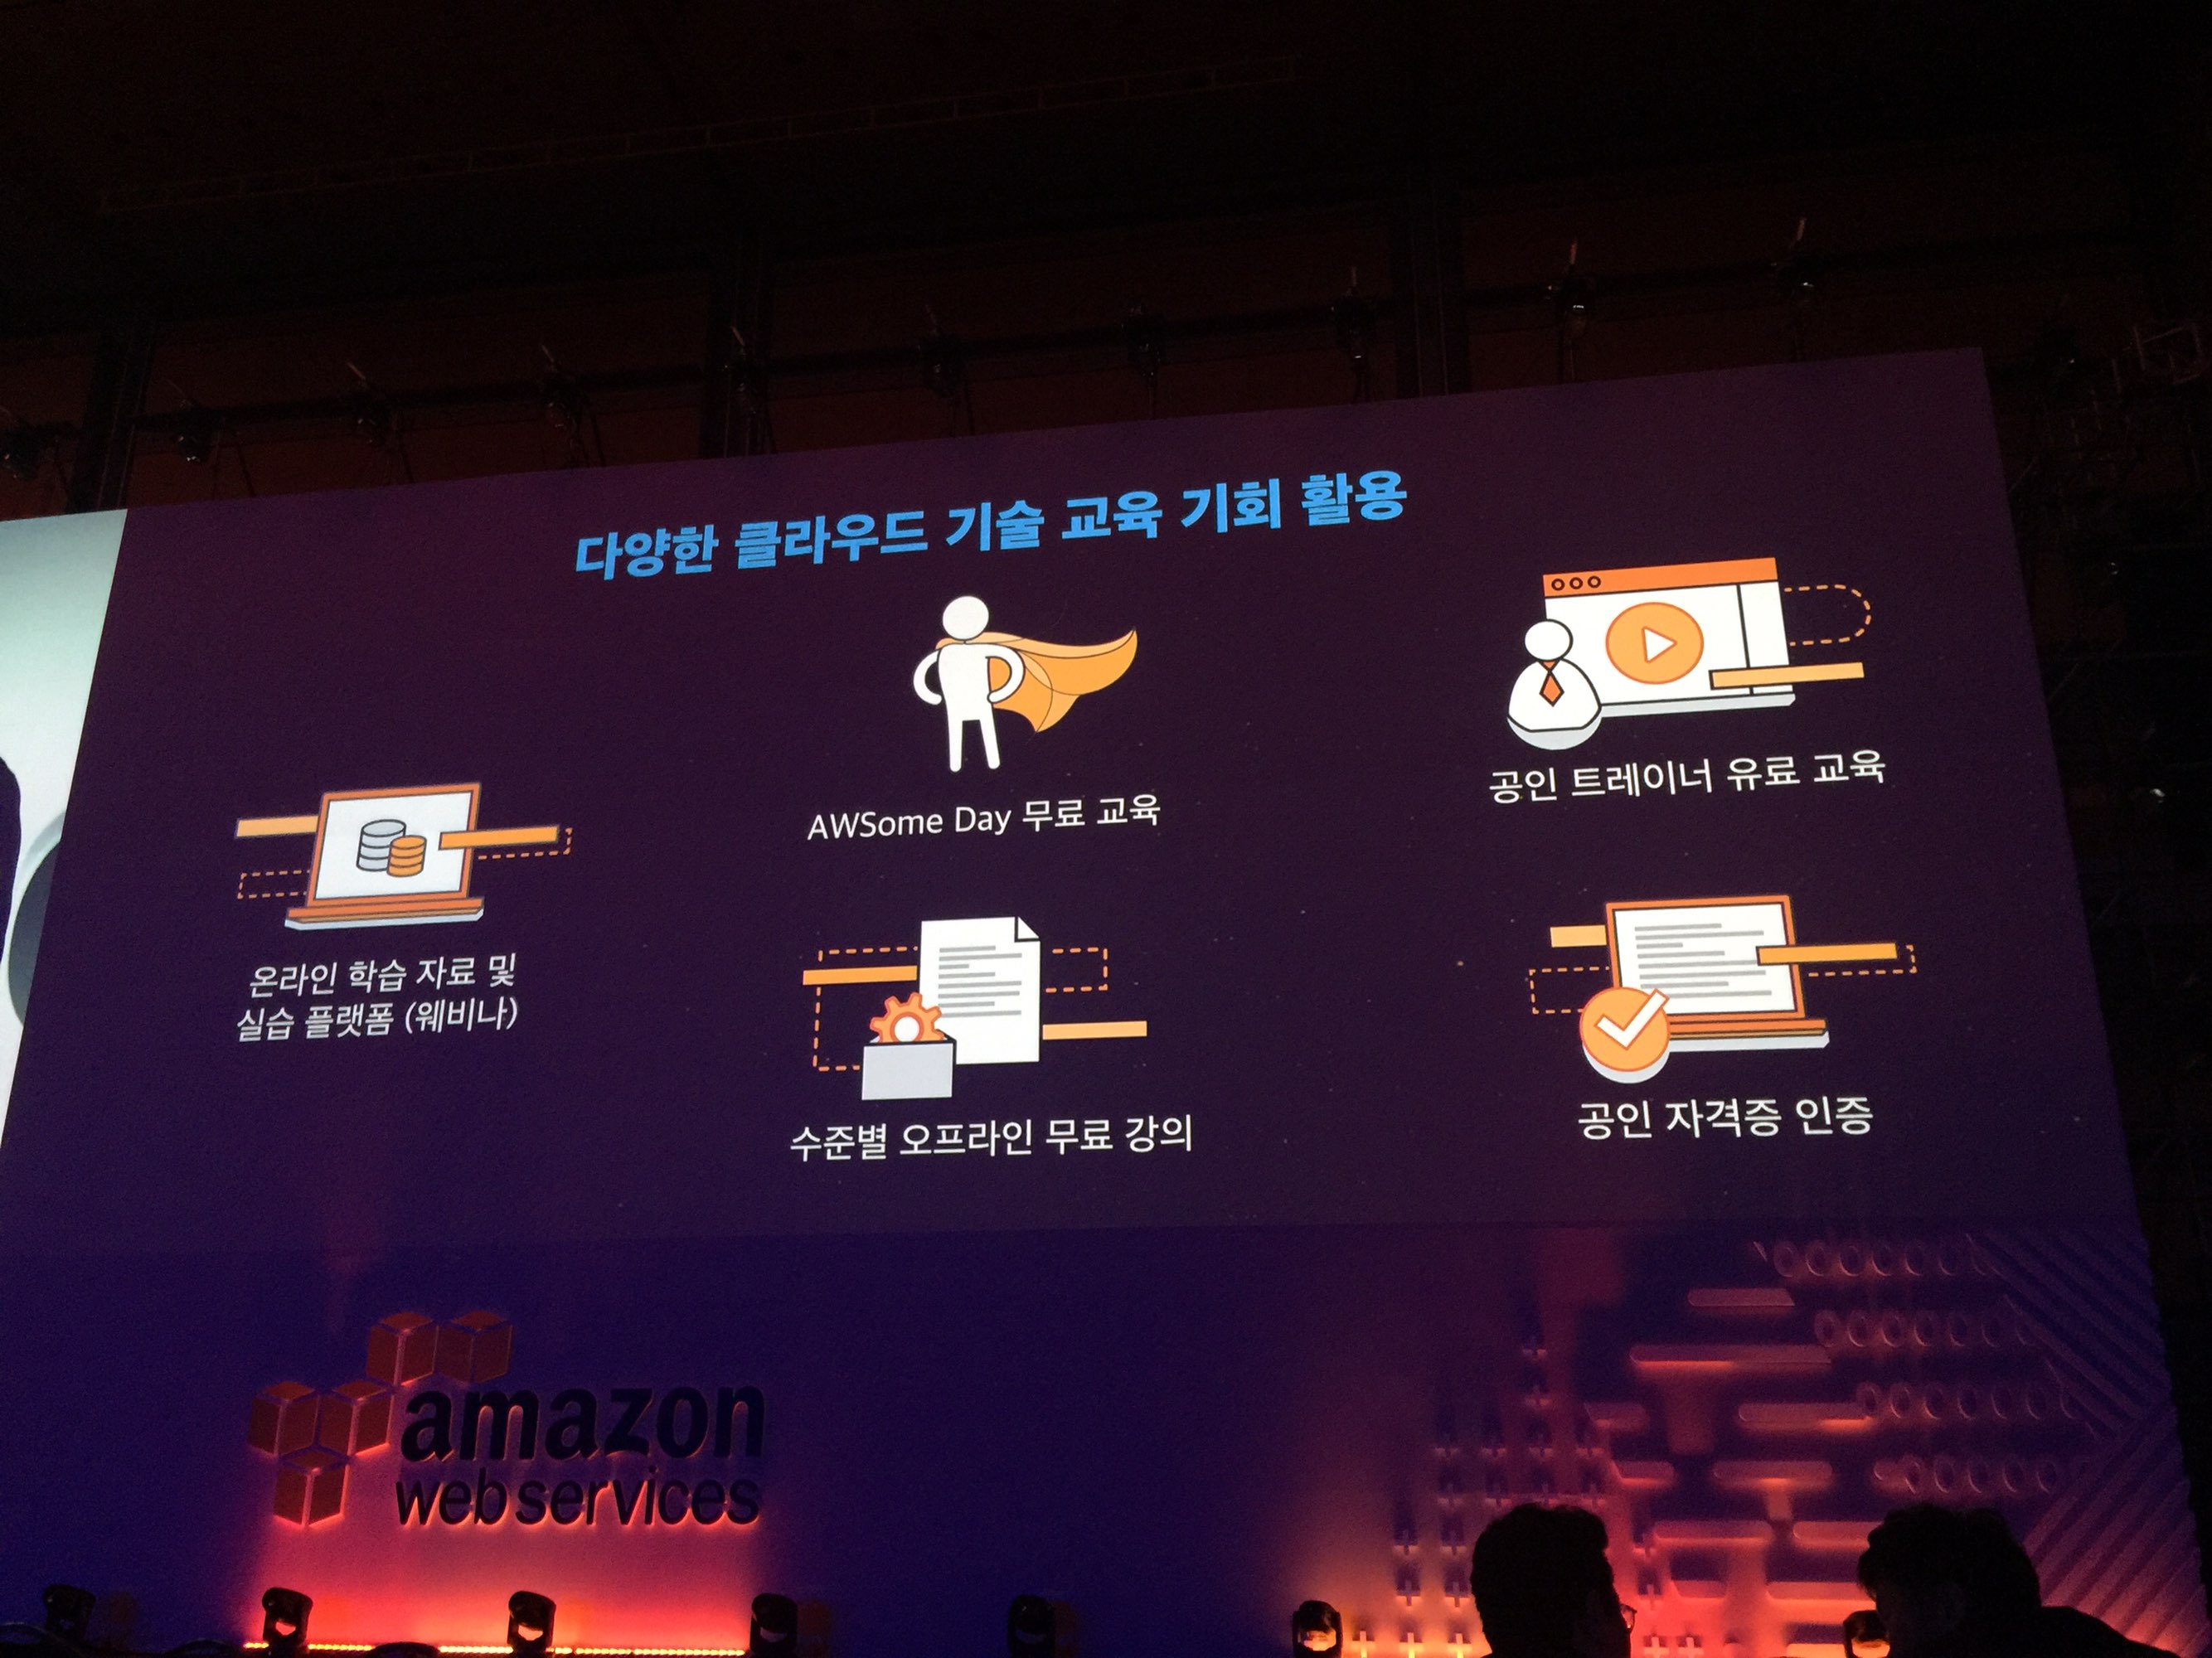 다양한 클라우드 기술 교육 기회 활용
온라인 학습 자료 및
실습 플랫폼 (웨비나)
AWSome Day 무료 교육
수준별 오프라인 무료 강의
공인 트레이너 유료 교육
공인 자격증 인증
amazon
webservices